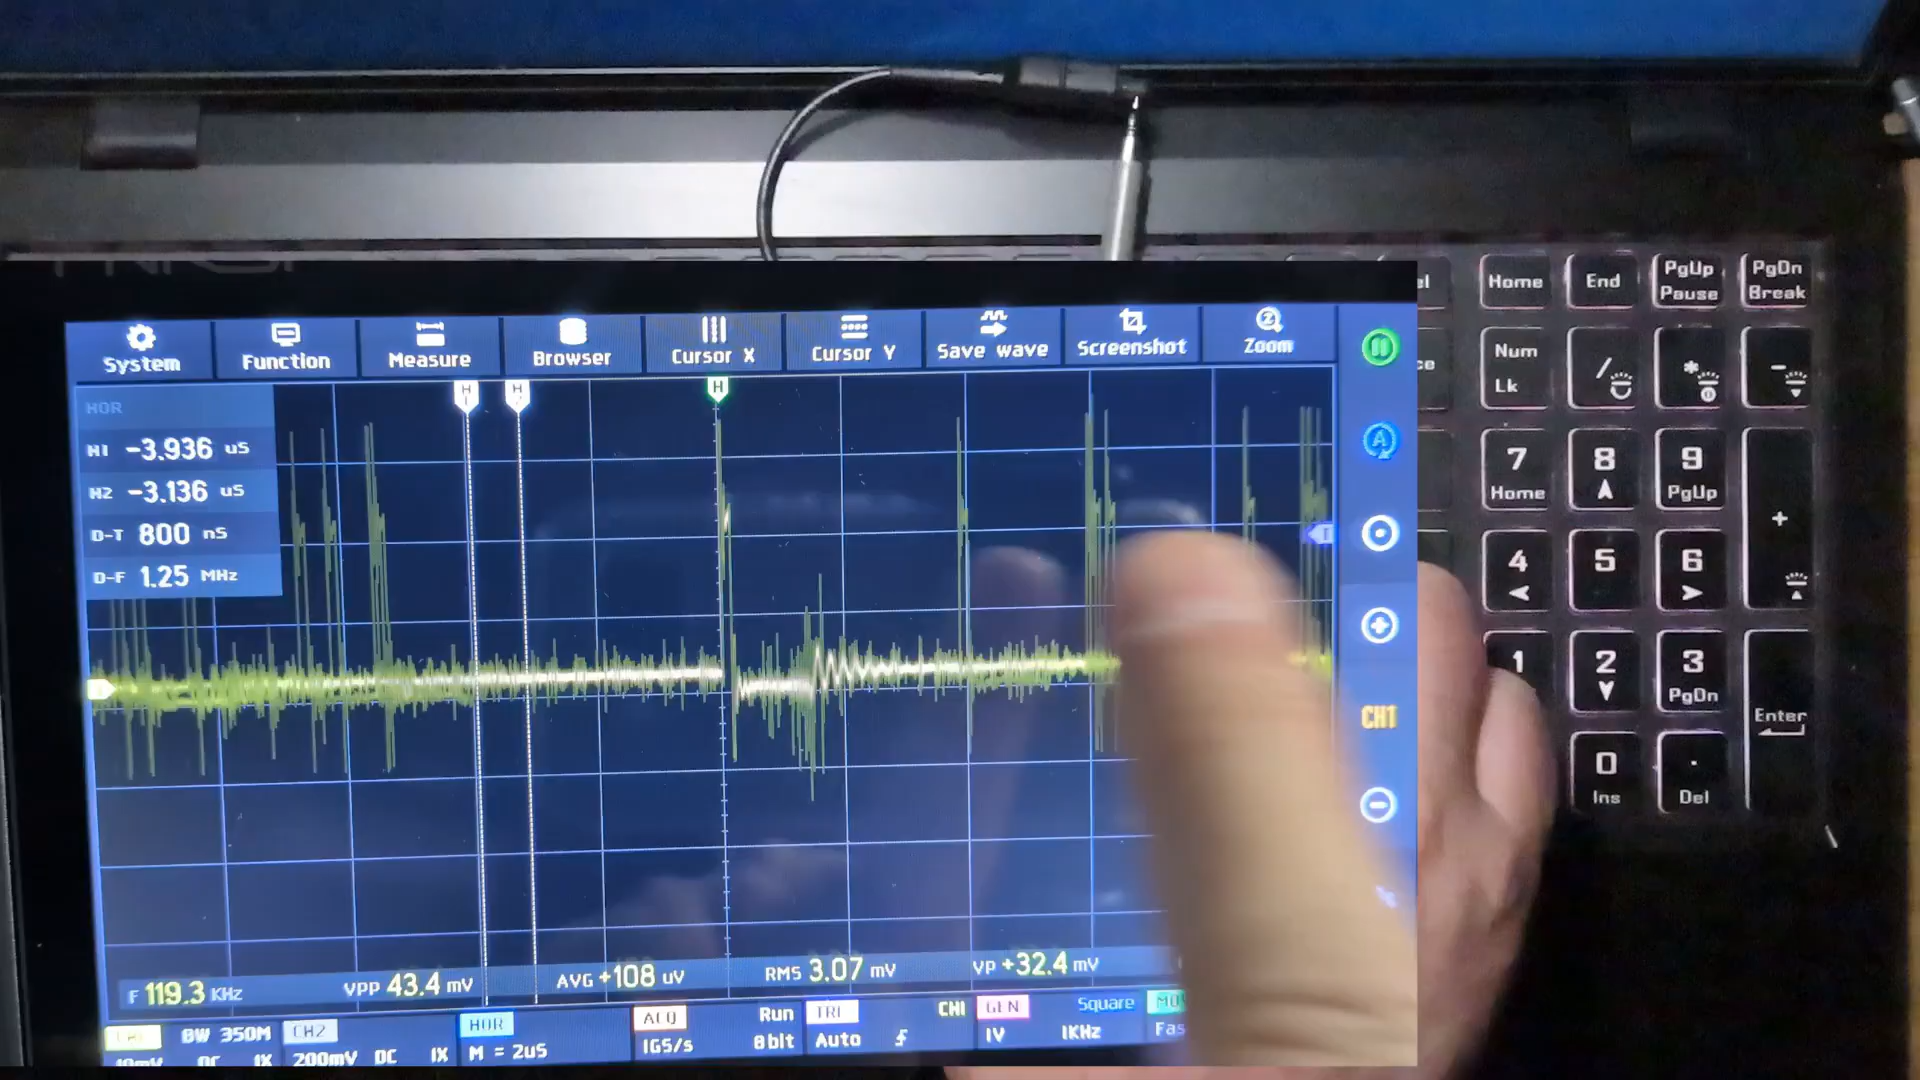 System Function Measure Browser Cursor X Cursor Y Save wave Screenshot Zoom
HOR
H1 -3.936 uS
H2 -3.136 uS
D-T 800 nS
D-F 1.25 MHz
H
H
A
CH1
F 119.3 KHz VPP 43.4 mV AVG +108 uV RMS 3.07 mV VP +32.4 mV
BW 350M CH2 HOR ACQ Run CH1 GEN Square
10mV DC 1X 200mV DC 1X M = 2uS 1GS/s 8bit Auto 1V 1KHz Fas
Home End PgUp Pause PgDn Break
Num Lk / * -
7 Home 8 9 PgUp +
4 5 6
1 2 3 PgDn Enter
0 Ins . Del